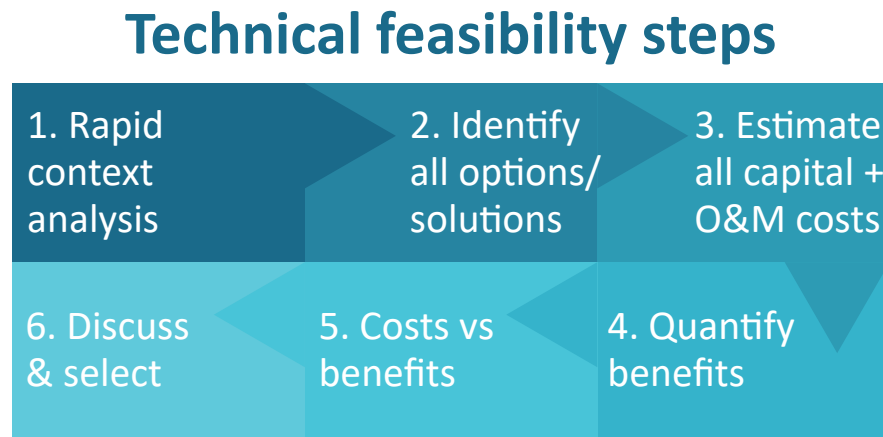 Technical feasibility steps
1. Rapid
context
analysis
2. Identify
all options/
solutions
3. Estimate
all capital +
O&M costs
4. Quantify
benefits
5. Costs vs
benefits
6. Discuss
& select